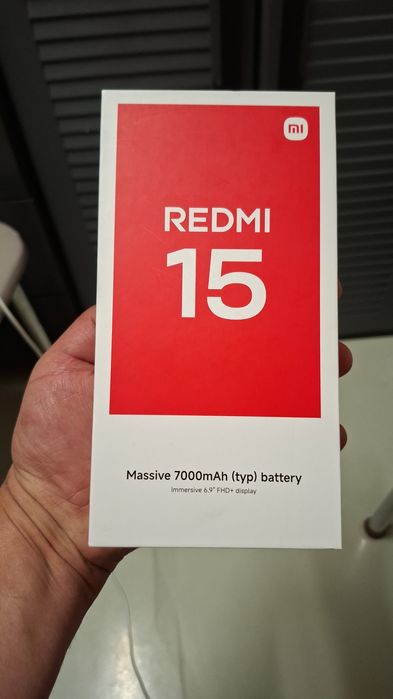 mi
REDMI
15
Massive 7000mAh (typ) battery
Immersive 6.9" FHD+ display